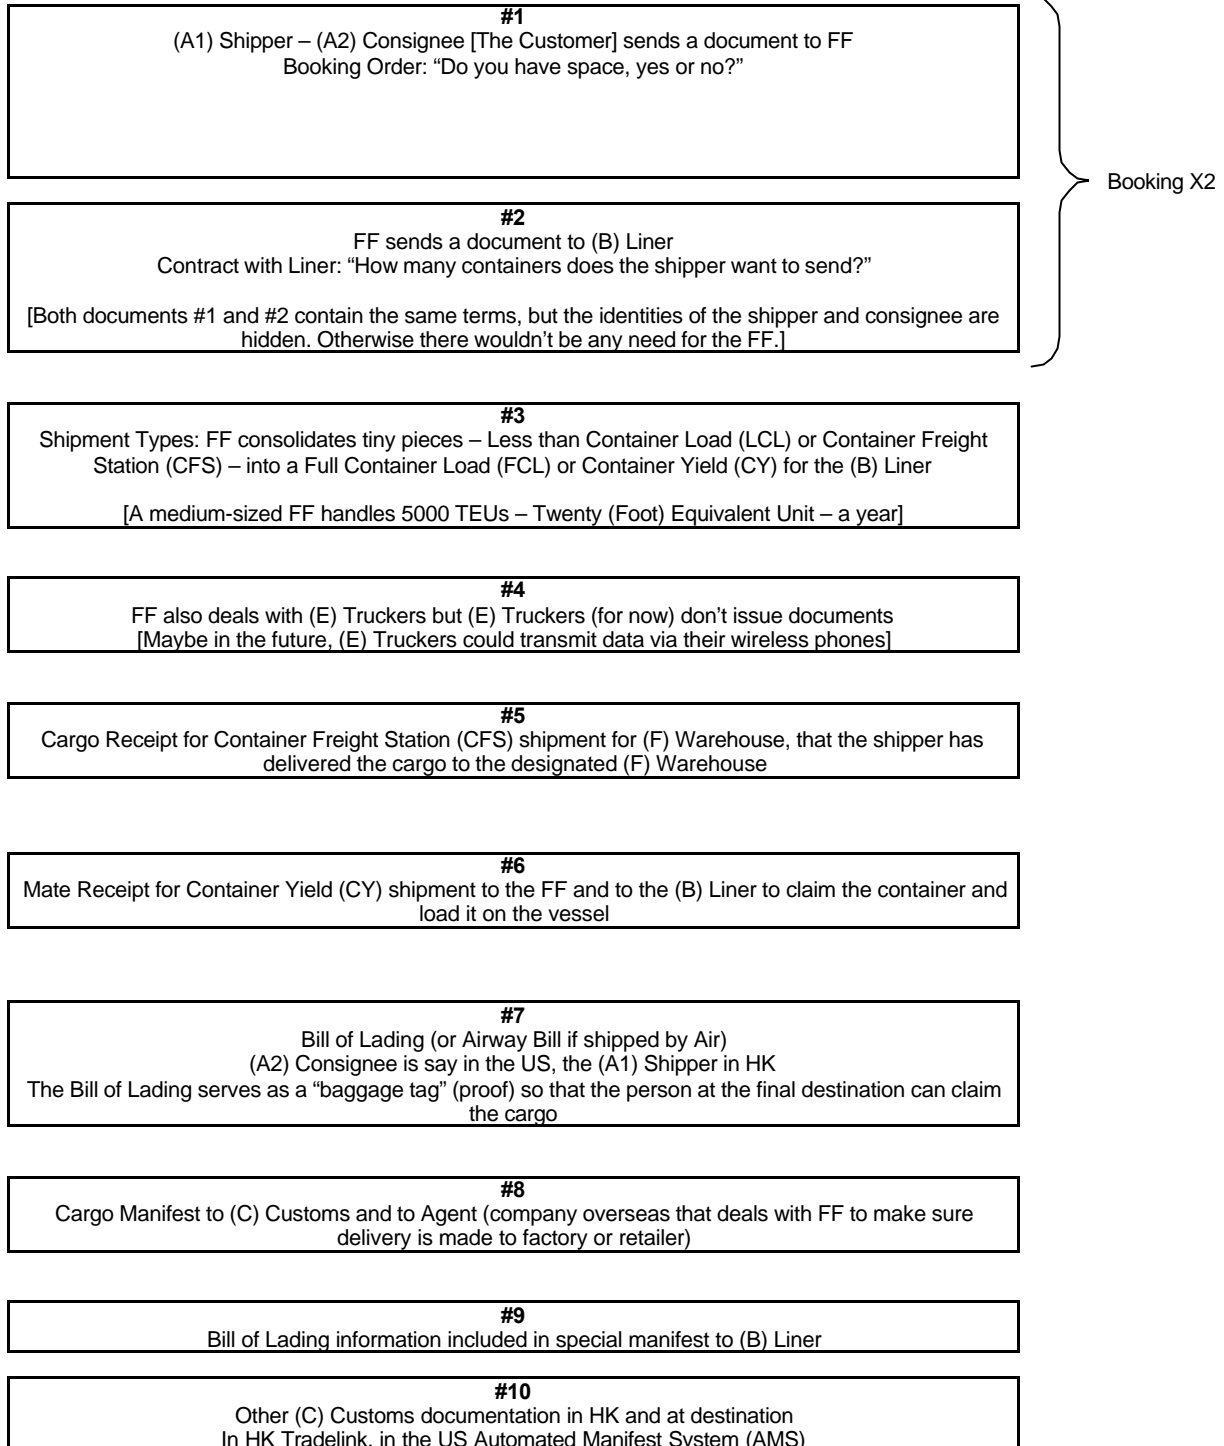 #1
(A1) Shipper – (A2) Consignee [The Customer] sends a document to FF
Booking Order: “Do you have space, yes or no?”
Booking X2
#2
FF sends a document to (B) Liner
Contract with Liner: “How many containers does the shipper want to send?”
[Both documents #1 and #2 contain the same terms, but the identities of the shipper and consignee are
hidden. Otherwise there wouldn’t be any need for the FF.]
#3
Shipment Types: FF consolidates tiny pieces – Less than Container Load (LCL) or Container Freight
Station (CFS) – into a Full Container Load (FCL) or Container Yield (CY) for the (B) Liner
[A medium-sized FF handles 5000 TEUs – Twenty (Foot) Equivalent Unit – a year]
#4
FF also deals with (E) Truckers but (E) Truckers (for now) don’t issue documents
[Maybe in the future, (E) Truckers could transmit data via their wireless phones]
#5
Cargo Receipt for Container Freight Station (CFS) shipment for (F) Warehouse, that the shipper has
delivered the cargo to the designated (F) Warehouse
#6
Mate Receipt for Container Yield (CY) shipment to the FF and to the (B) Liner to claim the container and
load it on the vessel
#7
Bill of Lading (or Airway Bill if shipped by Air)
(A2) Consignee is say in the US, the (A1) Shipper in HK
The Bill of Lading serves as a “baggage tag” (proof) so that the person at the final destination can claim
the cargo
#8
Cargo Manifest to (C) Customs and to Agent (company overseas that deals with FF to make sure
delivery is made to factory or retailer)
#9
Bill of Lading information included in special manifest to (B) Liner
#10
Other (C) Customs documentation in HK and at destination
In HK Tradelink, in the US Automated Manifest System (AMS)